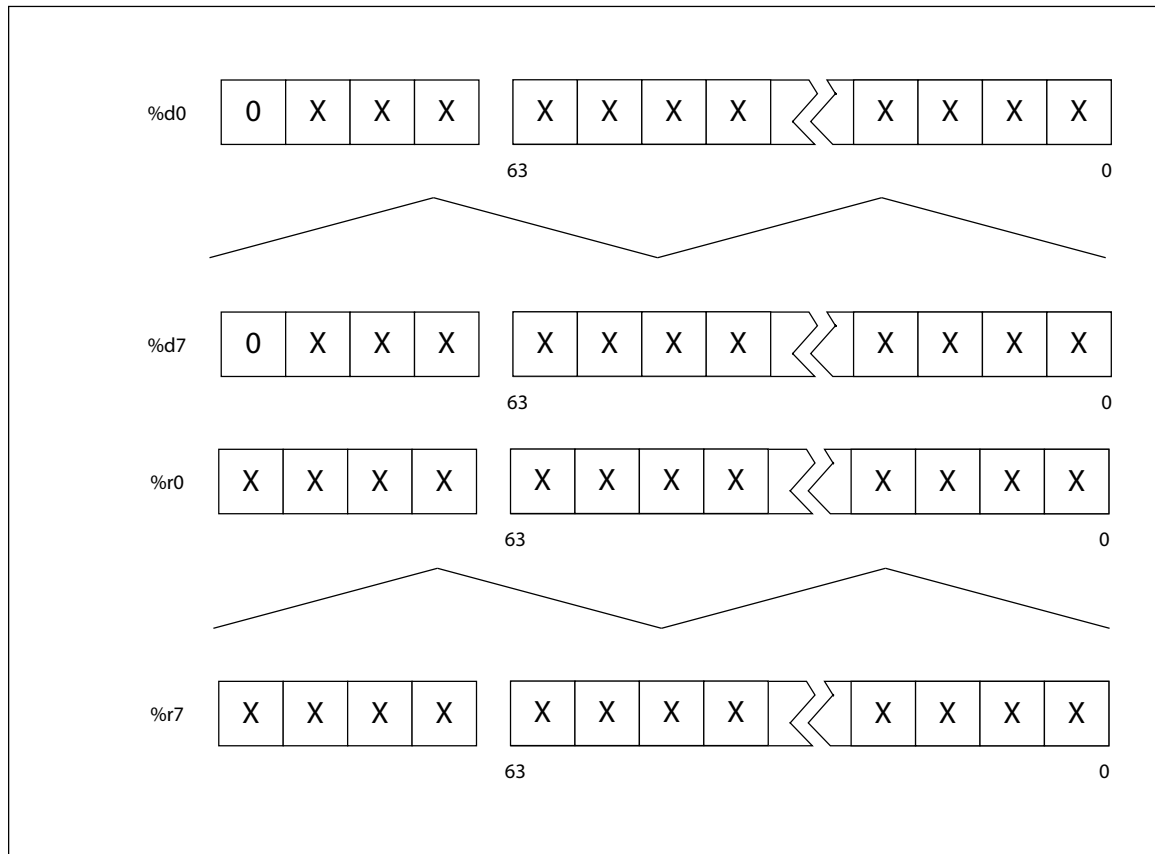 %d0 0 X X X X X X X X X X X
63 0
%d7 0 X X X X X X X X X X X
63 0
%r0 X X X X X X X X X X X X
63 0
%r7 X X X X X X X X X X X X
63 0